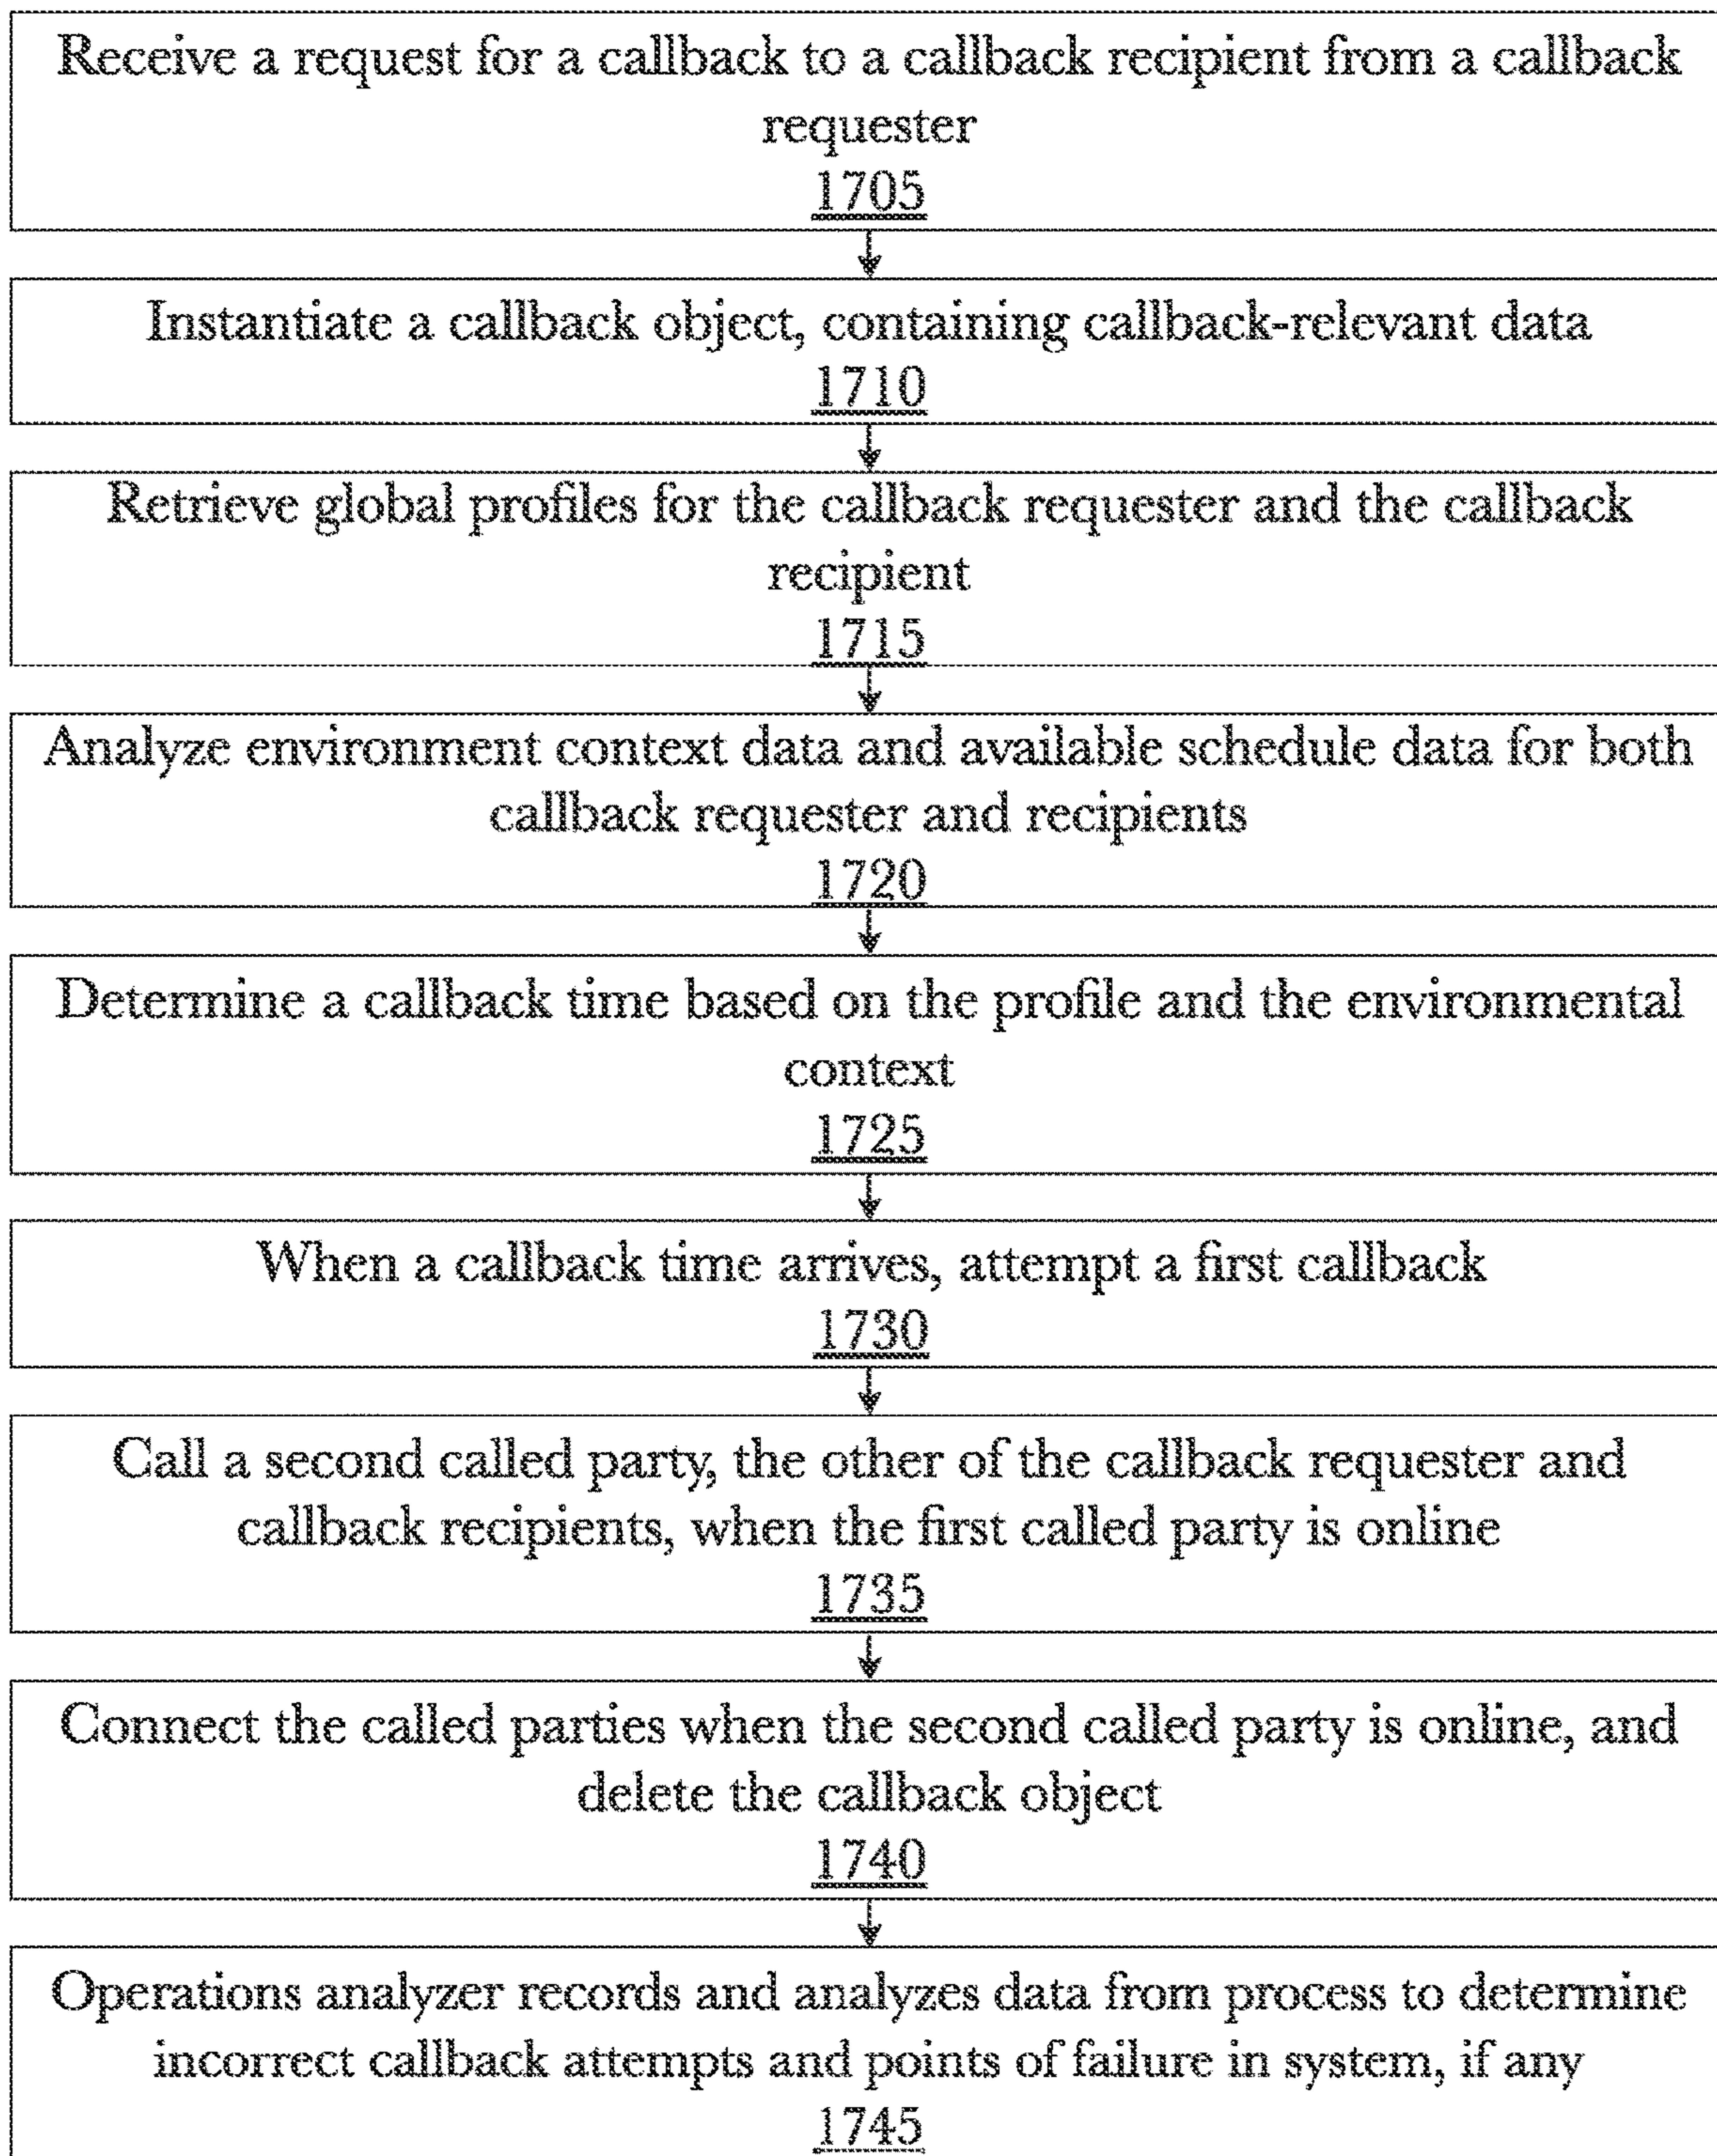 Receive a request for a callback to a callback recipient from a callback
requester
1705
Instantiate a callback object, containing callback-relevant data
1710
Retrieve global profiles for the callback requester and the callback
recipient
1715
Analyze environment context data and available schedule data for both
callback requester and recipients
1720
Determine a callback time based on the profile and the environmental
context
1725
When a callback time arrives, attempt a first callback
1730
Call a second called party, the other of the callback requester and
callback recipients, when the first called party is online
1735
Connect the called parties when the second called party is online, and
delete the callback object
1740
Operations analyzer records and analyzes data from process to determine
incorrect callback attempts and points of failure in system, if any
1745